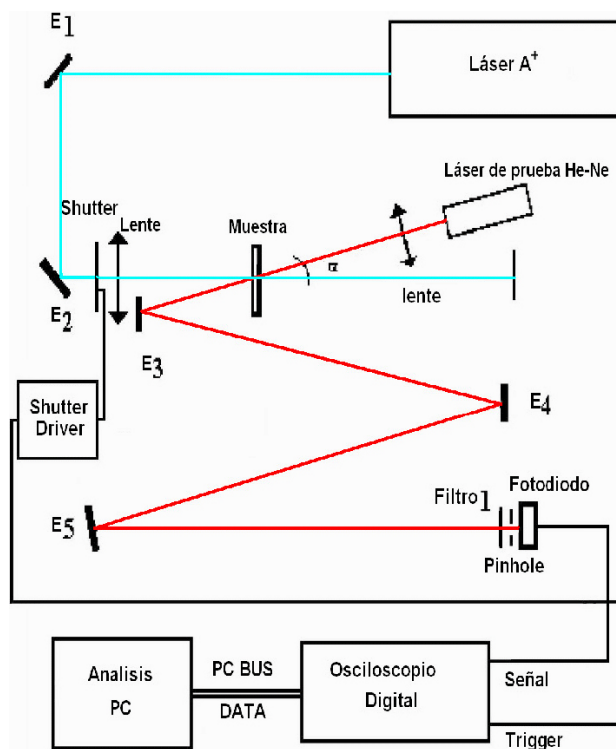 E1
Láser A+
Láser de prueba He-Ne
Shutter
Lente
Muestra
α
lente
E2
E3
E4
Shutter
Driver
E5
Filtro 1
Fotodiodo
Pinhole
Analisis
PC
PC BUS
DATA
Osciloscopio
Digital
Señal
Trigger